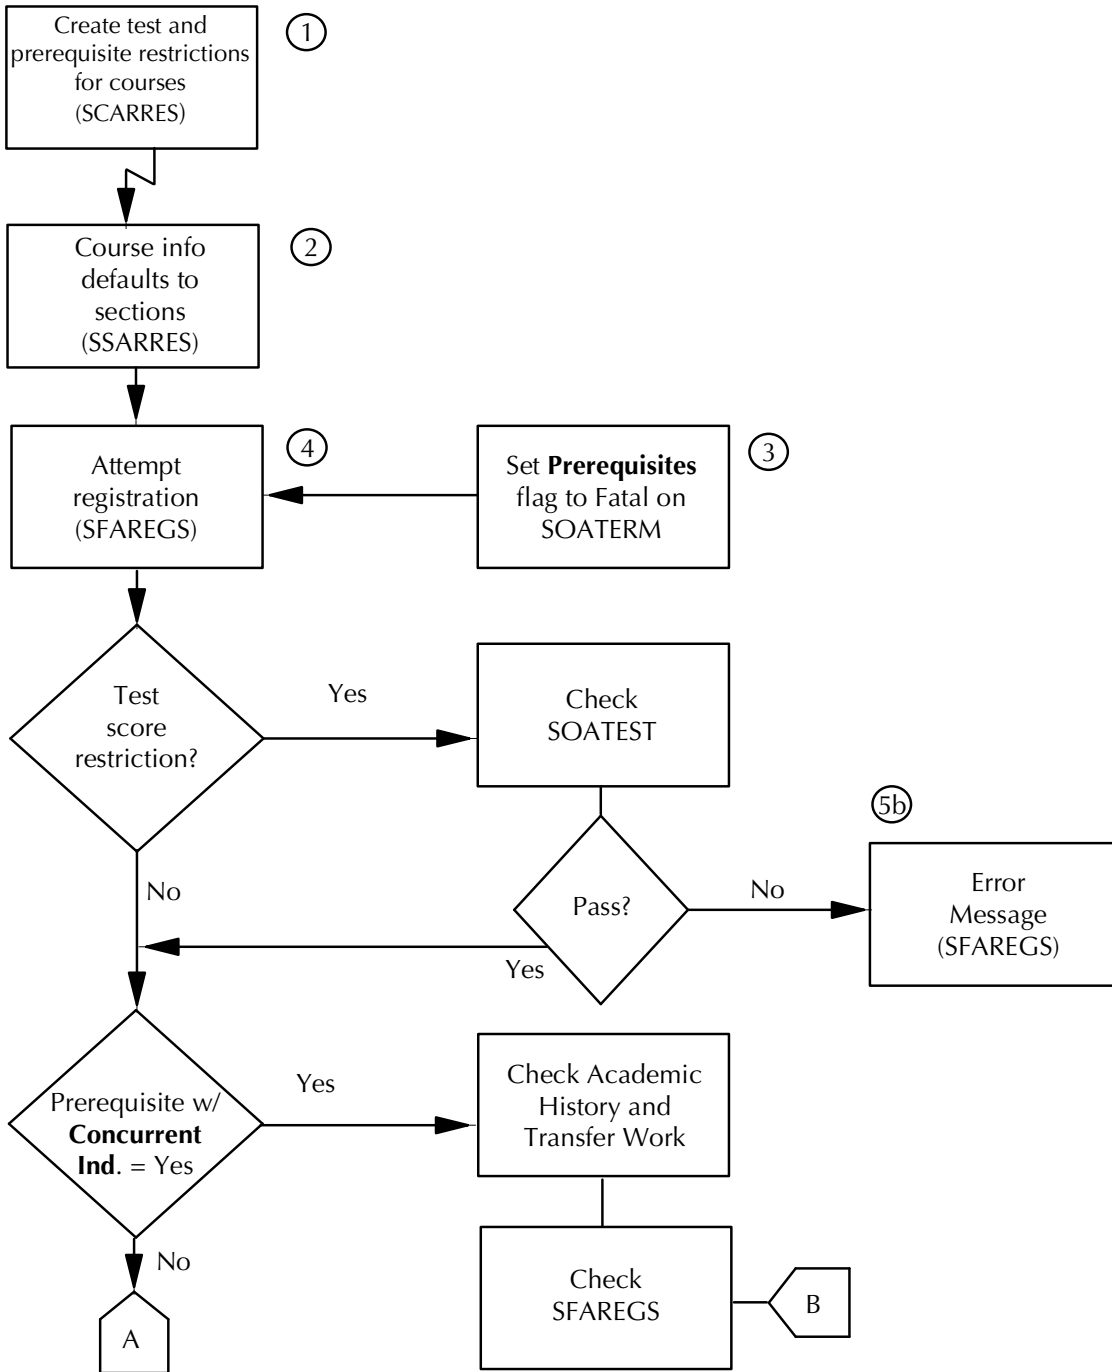 Create test and
prerequisite restrictions
for courses
(SCARRES)
1
Course info
defaults to
sections
(SSARRES)
2
Attempt
registration
(SFAREGS)
4
Set Prerequisites
flag to Fatal on
SOATERM
3
Test
score
restriction?
Yes
Check
SOATEST
No
Pass?
No
Yes
5b
Error
Message
(SFAREGS)
Prerequisite w/
Concurrent
Ind. = Yes
Yes
Check Academic
History and
Transfer Work
No
A
Check
SFAREGS
B